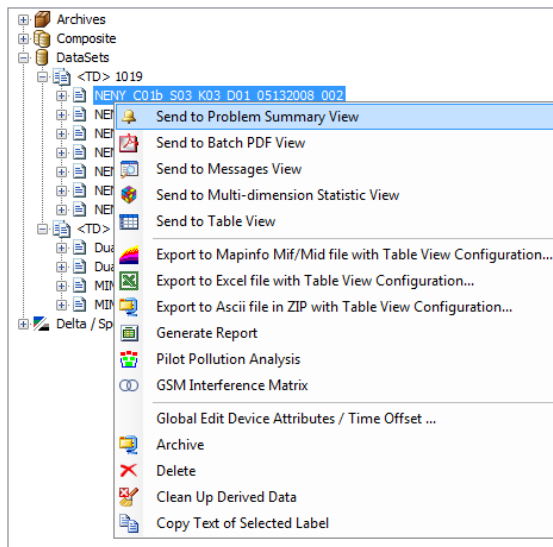 Archives
Composite
DataSets
<TD> 1019
NENY_C01b_S03_K03_D01_05132008_002
Send to Problem Summary View
Send to Batch PDF View
Send to Messages View
Send to Multi-dimension Statistic View
Send to Table View
<TD>
Export to Mapinfo Mif/Mid file with Table View Configuration...
Export to Excel file with Table View Configuration...
Export to Ascii file in ZIP with Table View Configuration...
Delta / Sp
Generate Report
Pilot Pollution Analysis
GSM Interference Matrix
Global Edit Device Attributes / Time Offset ...
Archive
Delete
Clean Up Derived Data
Copy Text of Selected Label